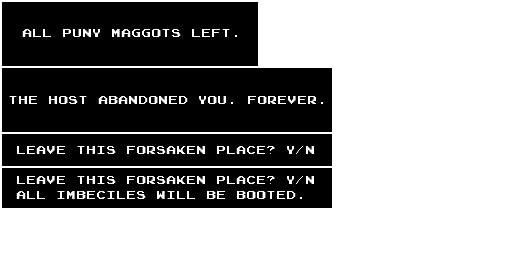 ALL PUNY MAGGOTS LEFT.
THE HOST ABANDONED YOU. FOREVER.
LEAVE THIS FORSAKEN PLACE? Y/N
LEAVE THIS FORSAKEN PLACE? Y/N
ALL IMBECILES WILL BE BOOTED.